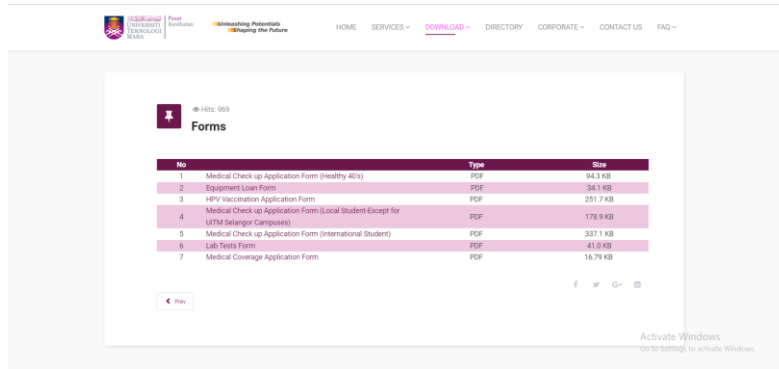 UNIVERSITI
TEKNOLOGI
MARA
Pusat
Kesihatan
Unleashing Potentials
Shaping the Future
HOME SERVICES DOWNLOAD DIRECTORY CORPORATE CONTACT US FAQ
Hits: 969
Forms
No Type Size
1 Medical Check up Application Form (Healthy 40's) PDF 94.3 KB
2 Equipment Loan Form PDF 34.1 KB
3 HPV Vaccination Application Form PDF 251.7 KB
4 Medical Check up Application Form (Local Student-Except for
UiTM Selangor Campuses) PDF 178.9 KB
5 Medical Check up Application Form (International Student) PDF 337.1 KB
6 Lab Tests Form PDF 41.0 KB
7 Medical Coverage Application Form PDF 16.79 KB
Prev
Activate Windows
Go to Settings to activate Windows.